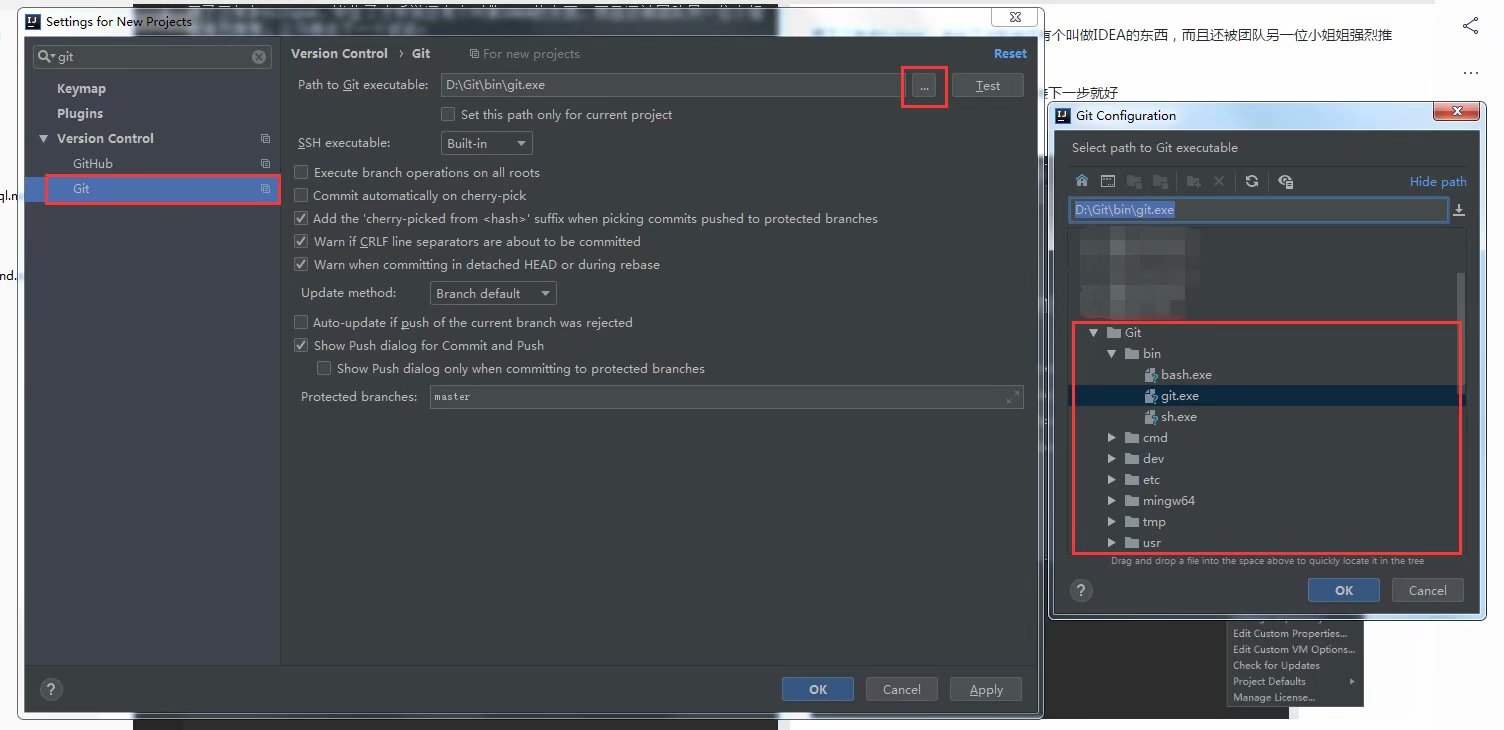 Settings for New Projects
git
Keymap
Plugins
Version Control
GitHub
Git
Version Control › Git
For new projects
Reset
Path to Git executable:
D:\Git\bin\git.exe
...
Test
Set this path only for current project
SSH executable:
Built-in
Execute branch operations on all roots
Commit automatically on cherry-pick
Add the 'cherry-picked from <hash>' suffix when picking commits pushed to protected branches
Warn if CRLF line separators are about to be committed
Warn when committing in detached HEAD or during rebase
Update method:
Branch default
Auto-update if push of the current branch was rejected
Show Push dialog for Commit and Push
Show Push dialog only when committing to protected branches
Protected branches:
master
?
OK
Cancel
Apply
有个叫做IDEA的东西，而且还被团队另一位小姐姐强烈推
下一步就好
Git Configuration
Select path to Git executable
Hide path
D:\Git\bin\git.exe
Git
bin
bash.exe
git.exe
sh.exe
cmd
dev
etc
mingw64
tmp
usr
Drag and drop a file into the space above to quickly locate it in the tree
?
OK
Cancel
Edit Custom Properties...
Edit Custom VM Options...
Check for Updates
Project Defaults
Manage License...
ql.n
nd.